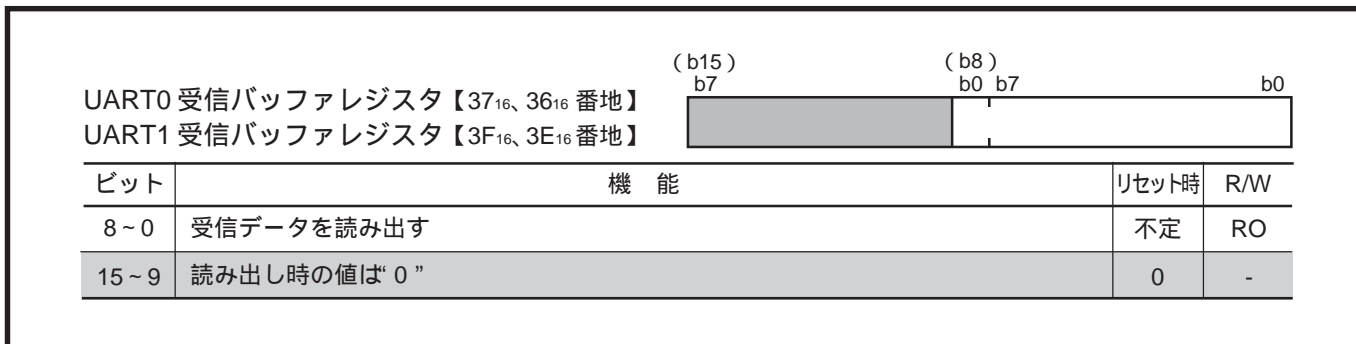 (b15) (b8)
b7 b0 b7 b0
UART0 受信バッファレジスタ【37₁₆、36₁₆ 番地】
UART1 受信バッファレジスタ【3F₁₆、3E₁₆ 番地】
ビット 機 能 リセット時 R/W
8~0 受信データを読み出す 不定 RO
15~9 読み出し時の値は“0” 0 -